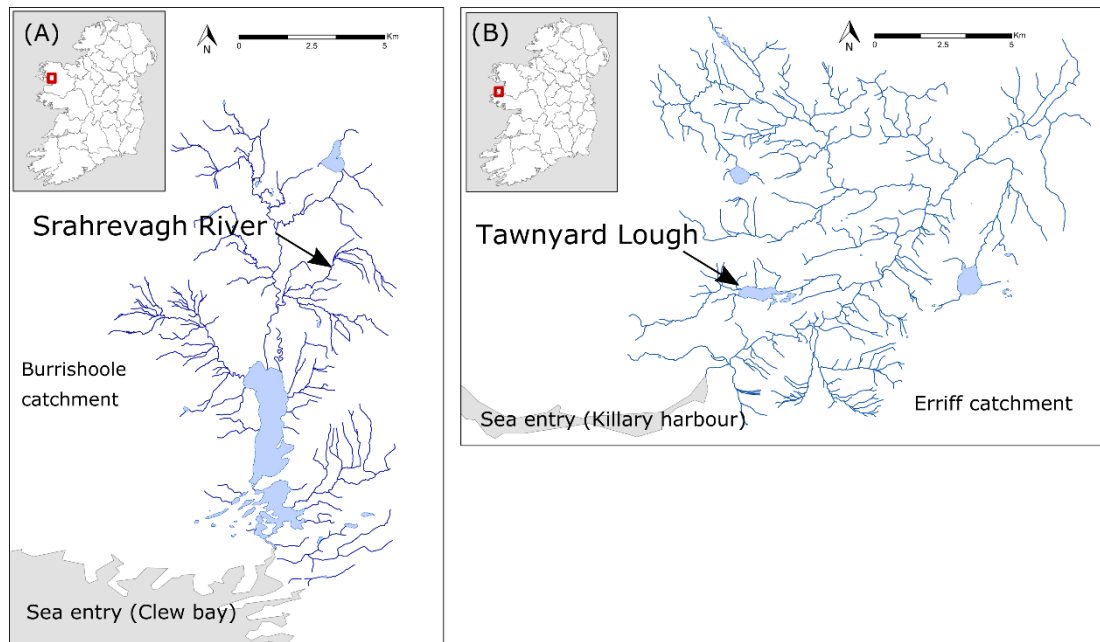 (A)
N
0
2.5
5
Km
Srahrevagh River
Burrishoole
catchment
Sea entry (Clew bay)
(B)
N
0
2.5
5
Km
Tawnyard Lough
Erriff catchment
Sea entry (Killary harbour)